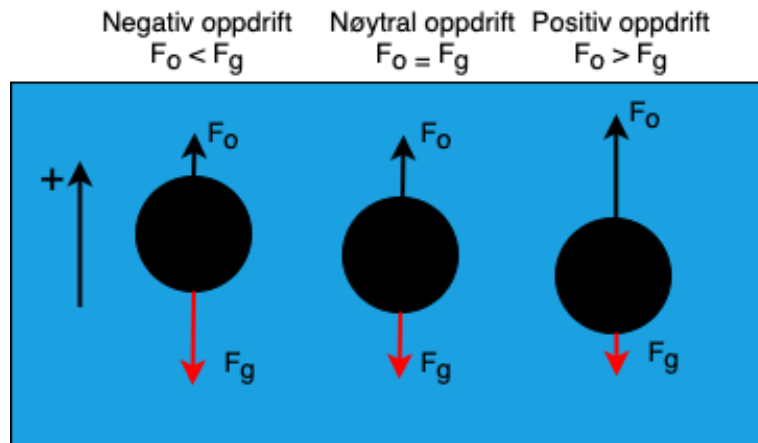 Negativ oppdrift
Fo < Fg
Nøytral oppdrift
Fo = Fg
Positiv oppdrift
Fo > Fg
+
Fo
Fg
Fo
Fg
Fo
Fg